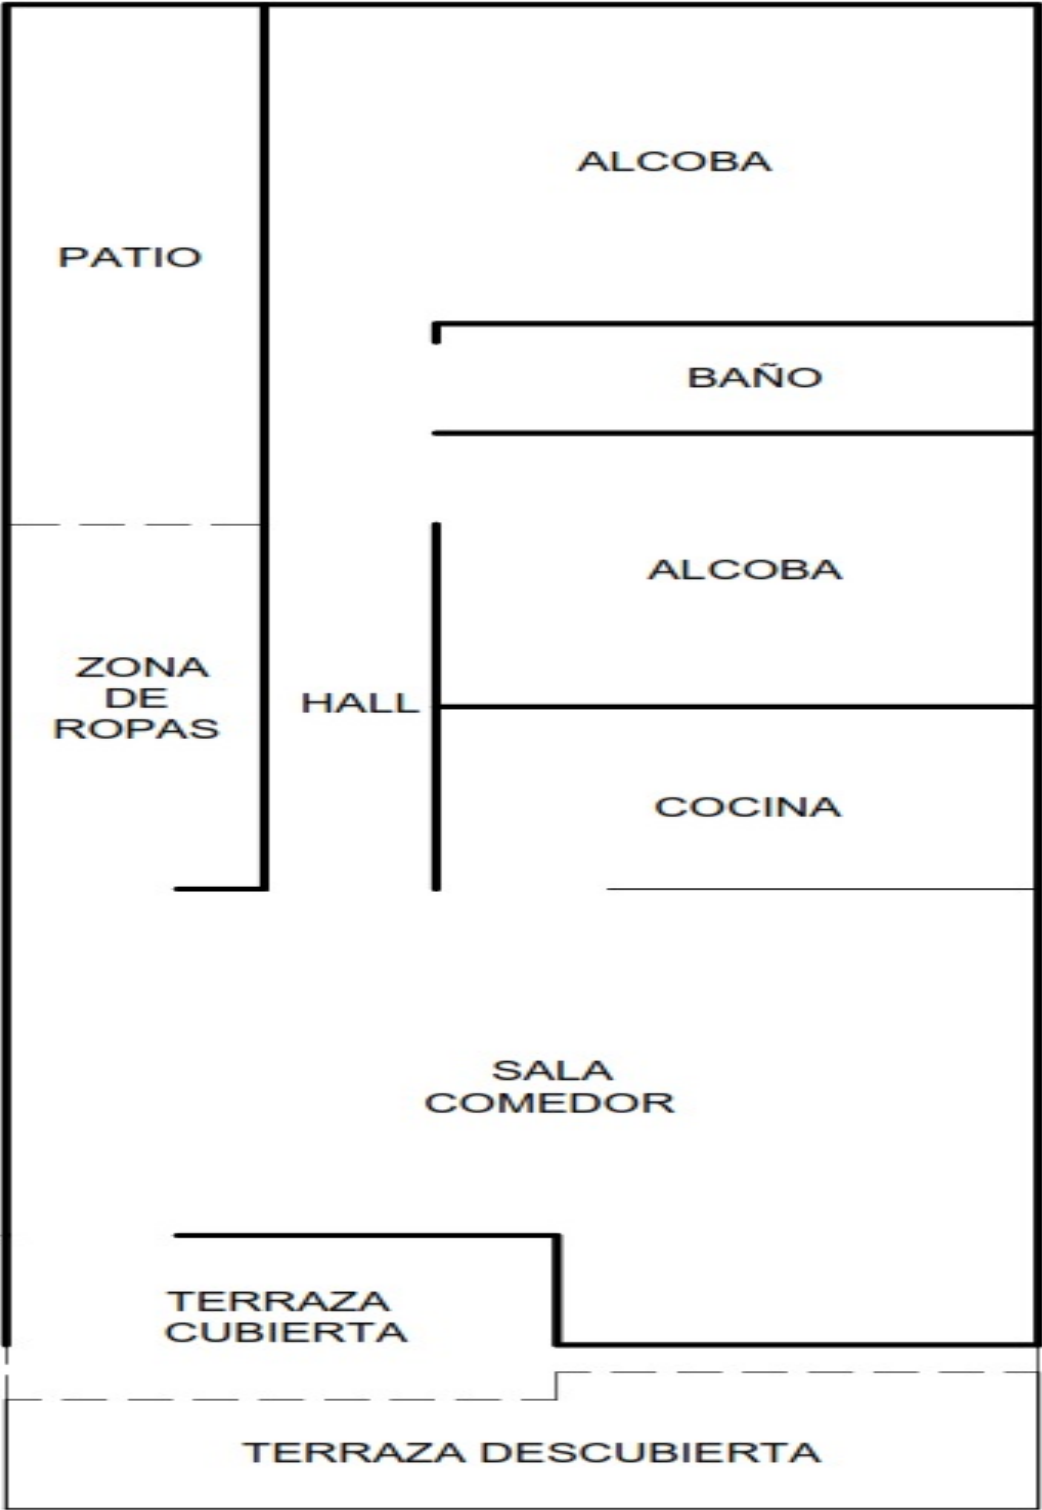 ALCOBA
PATIO
BAÑO
ALCOBA
ZONA
DE
ROPAS
HALL
COCINA
SALA
COMEDOR
TERRAZA
CUBIERTA
TERRAZA DESCUBIERTA